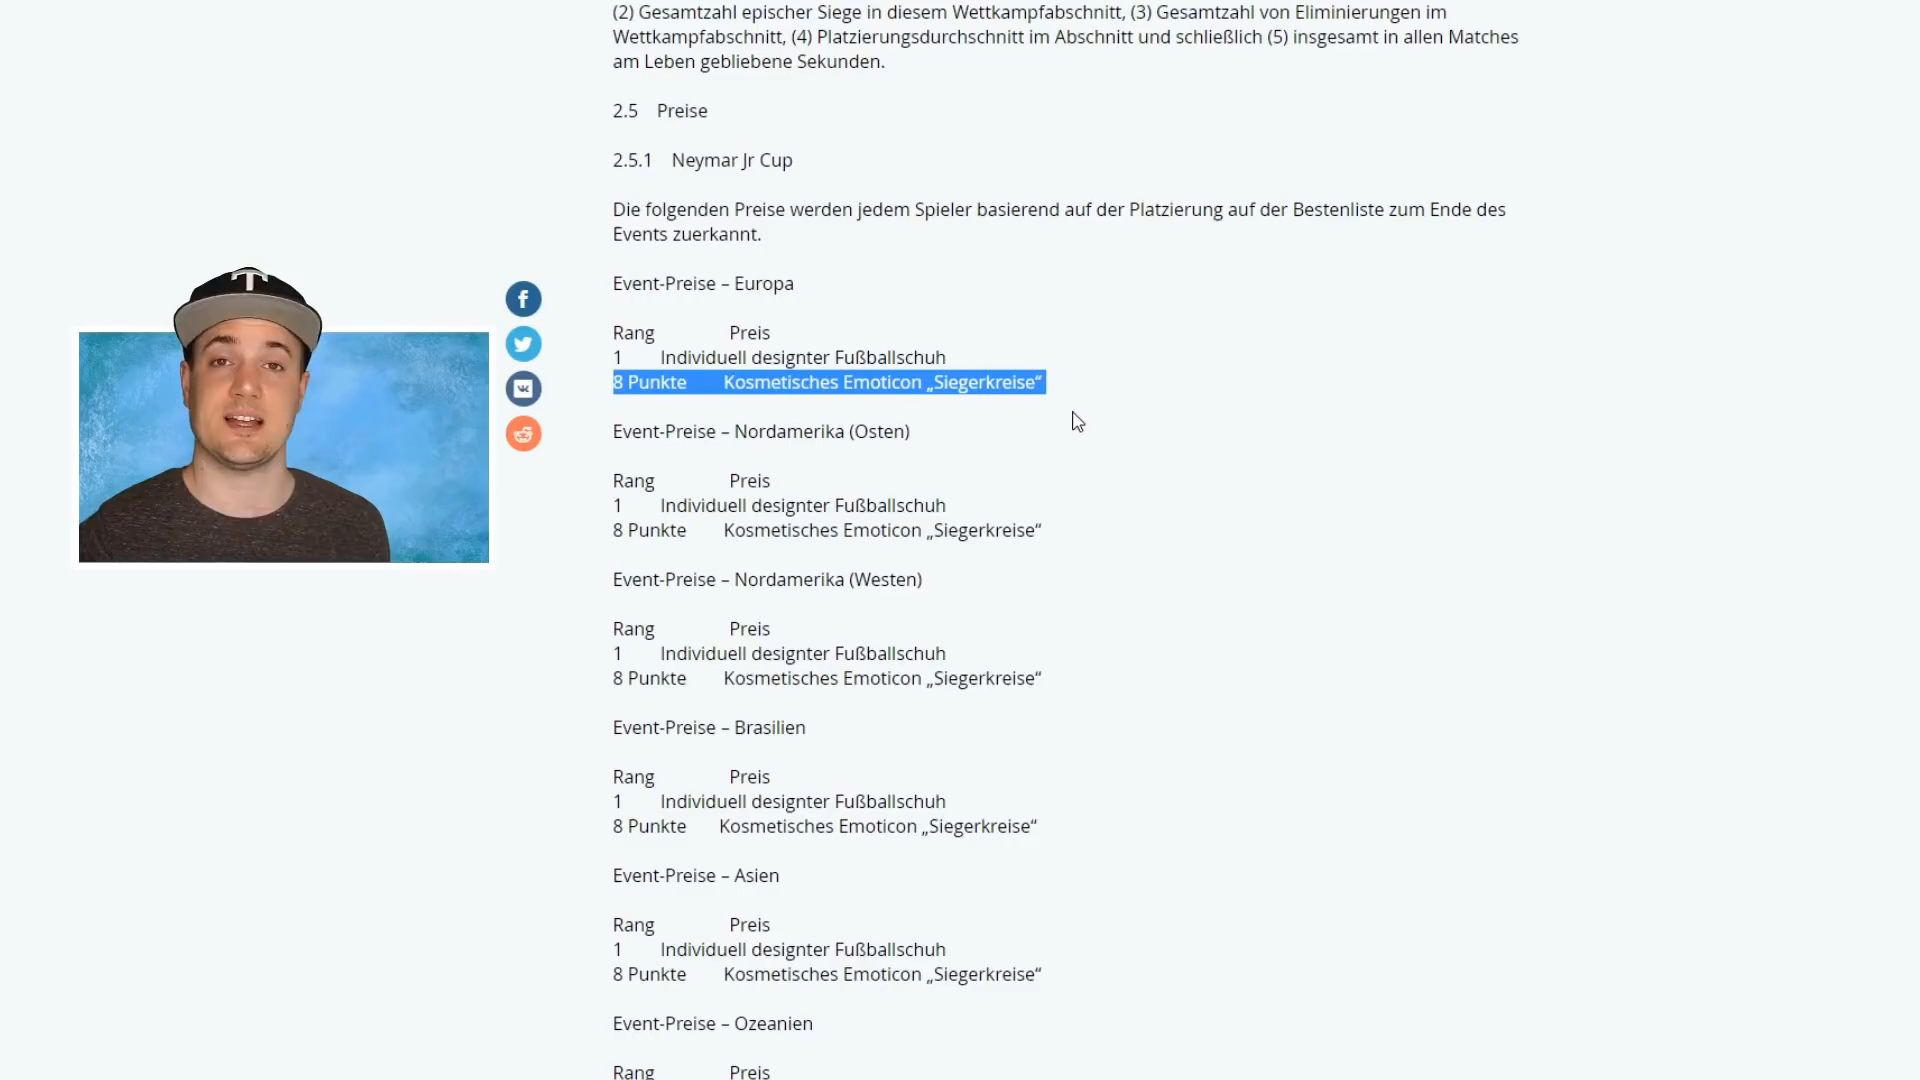 (2) Gesamtzahl epischer Siege in diesem Wettkampfabschnitt, (3) Gesamtzahl von Eliminierungen im
Wettkampfabschnitt, (4) Platzierungsdurchschnitt im Abschnitt und schließlich (5) insgesamt in allen Matches
am Leben gebliebene Sekunden.
2.5 Preise
2.5.1 Neymar Jr Cup
Die folgenden Preise werden jedem Spieler basierend auf der Platzierung auf der Bestenliste zum Ende des
Events zuerkannt.
Event-Preise – Europa
Rang Preis
1 Individuell designter Fußballschuh
8 Punkte Kosmetisches Emoticon „Siegerkreise“
Event-Preise – Nordamerika (Osten)
Rang Preis
1 Individuell designter Fußballschuh
8 Punkte Kosmetisches Emoticon „Siegerkreise“
Event-Preise – Nordamerika (Westen)
Rang Preis
1 Individuell designter Fußballschuh
8 Punkte Kosmetisches Emoticon „Siegerkreise“
Event-Preise – Brasilien
Rang Preis
1 Individuell designter Fußballschuh
8 Punkte Kosmetisches Emoticon „Siegerkreise“
Event-Preise – Asien
Rang Preis
1 Individuell designter Fußballschuh
8 Punkte Kosmetisches Emoticon „Siegerkreise“
Event-Preise – Ozeanien
Rang Preis
T